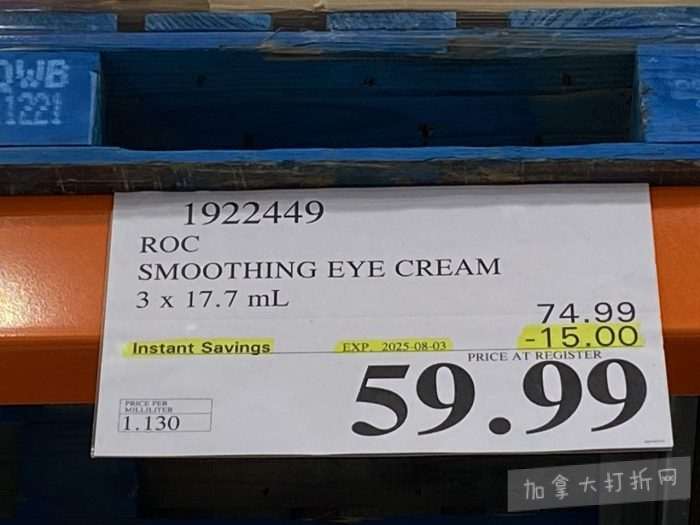 QWB
1221
1922449
ROC
SMOOTHING EYE CREAM
3 x 17.7 mL
74.99
Instant Savings EXP. 2025-08-03 -15.00
PRICE AT REGISTER
59.99
PRICE PER
MILLILITER
1.130
加拿大打折网